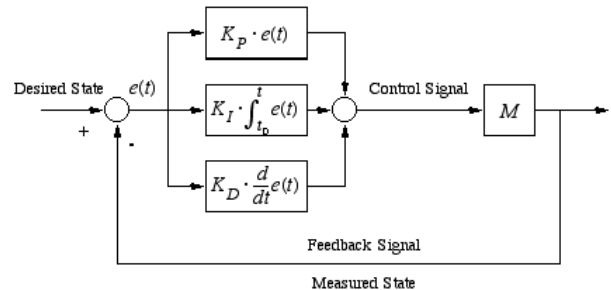 K_P · e(t)
Desired State e(t) Control Signal
K_I · ∫_{t_0}^{t} e(t) M
+
-
K_D · d/dt e(t)
Feedback Signal
Measured State